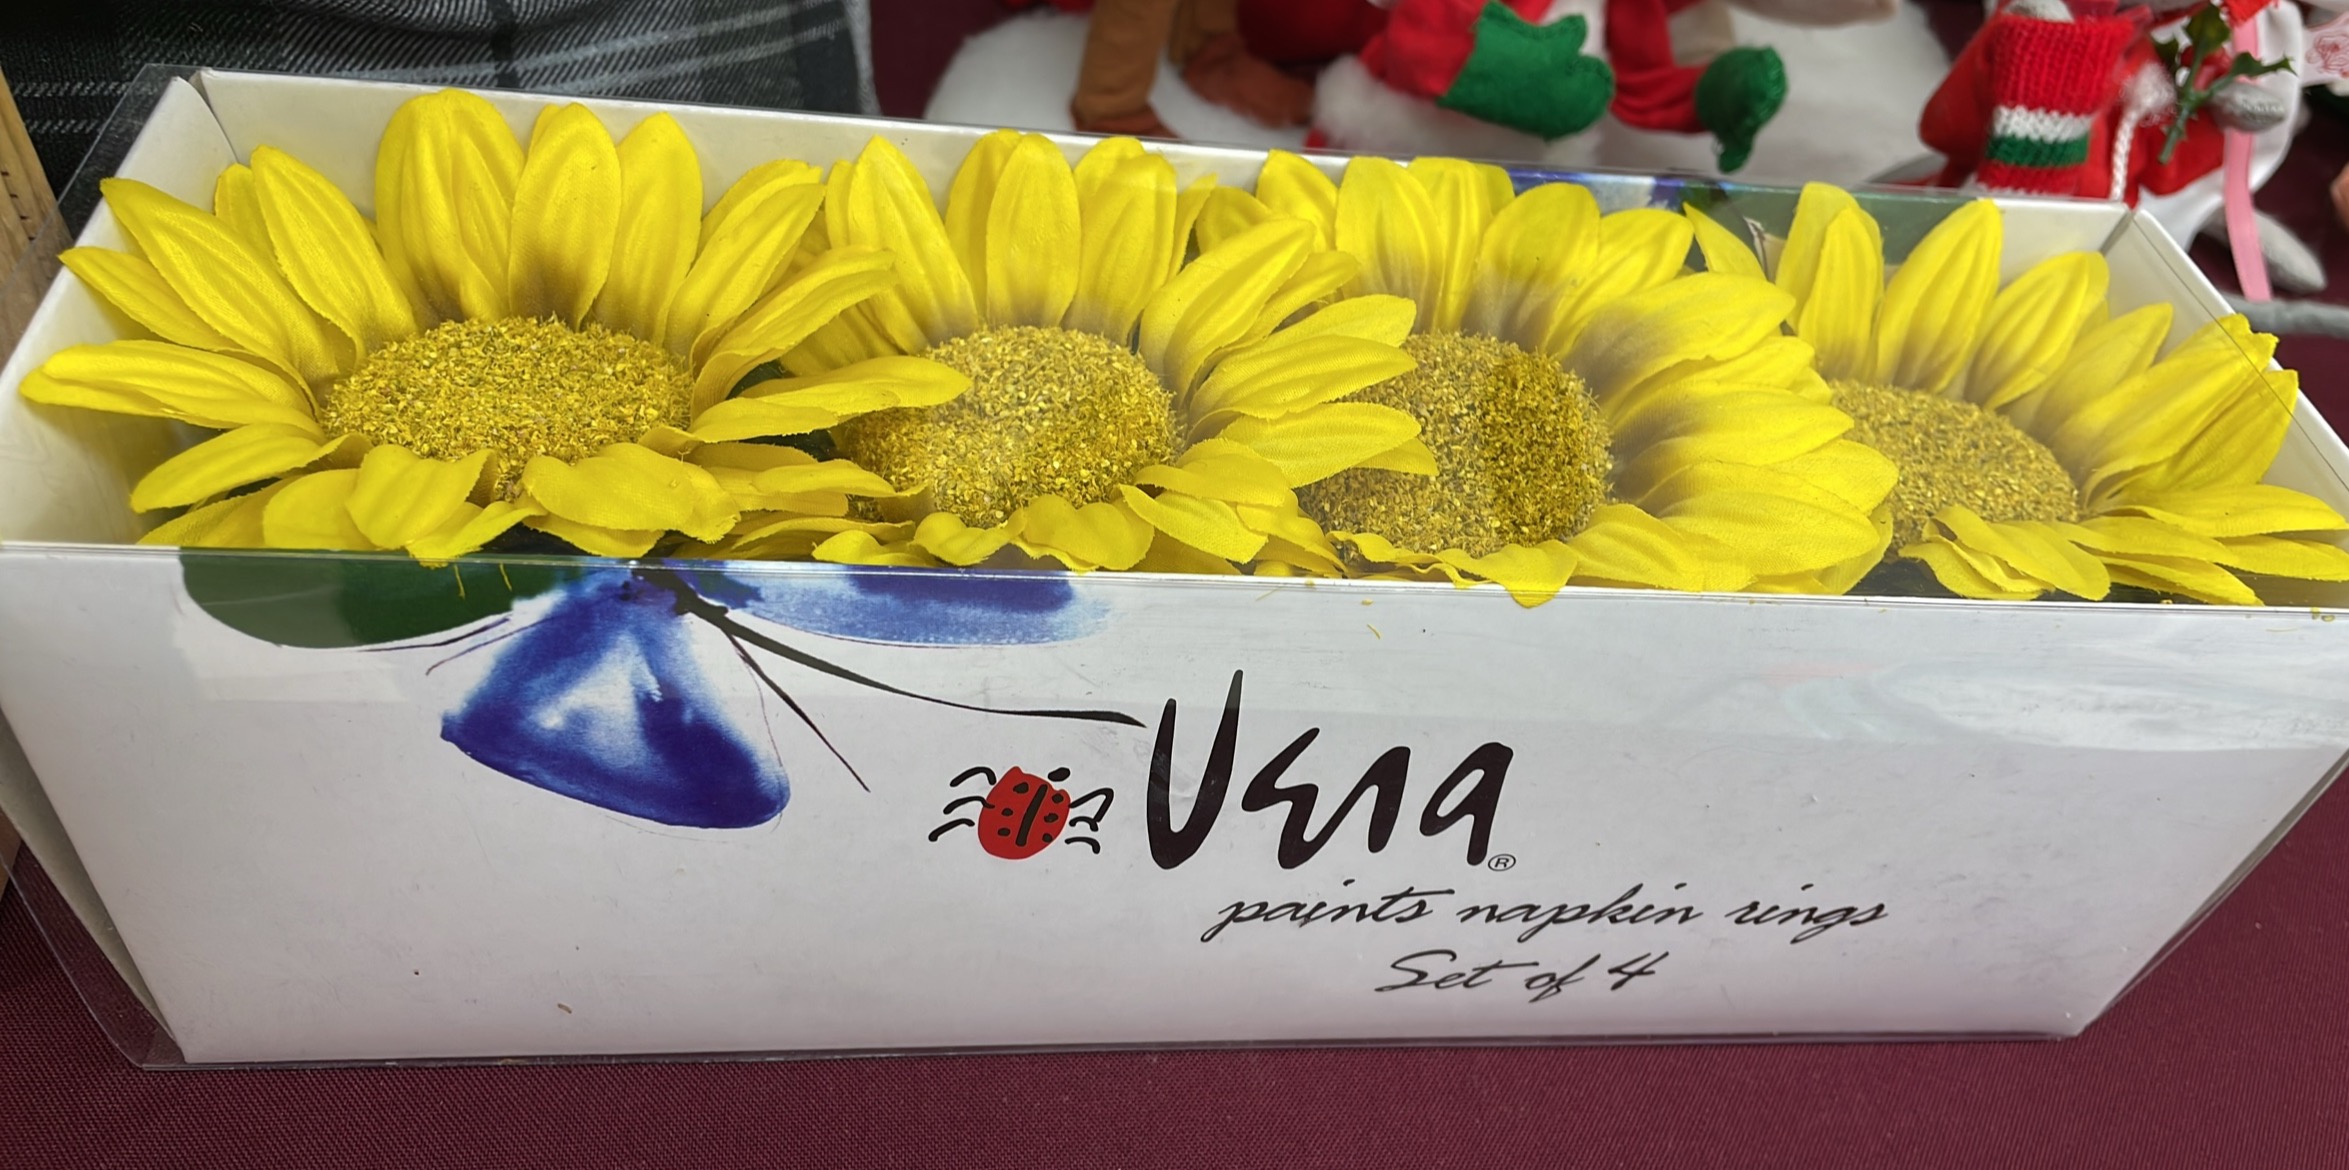 Vera®
paints napkin rings
Set of 4